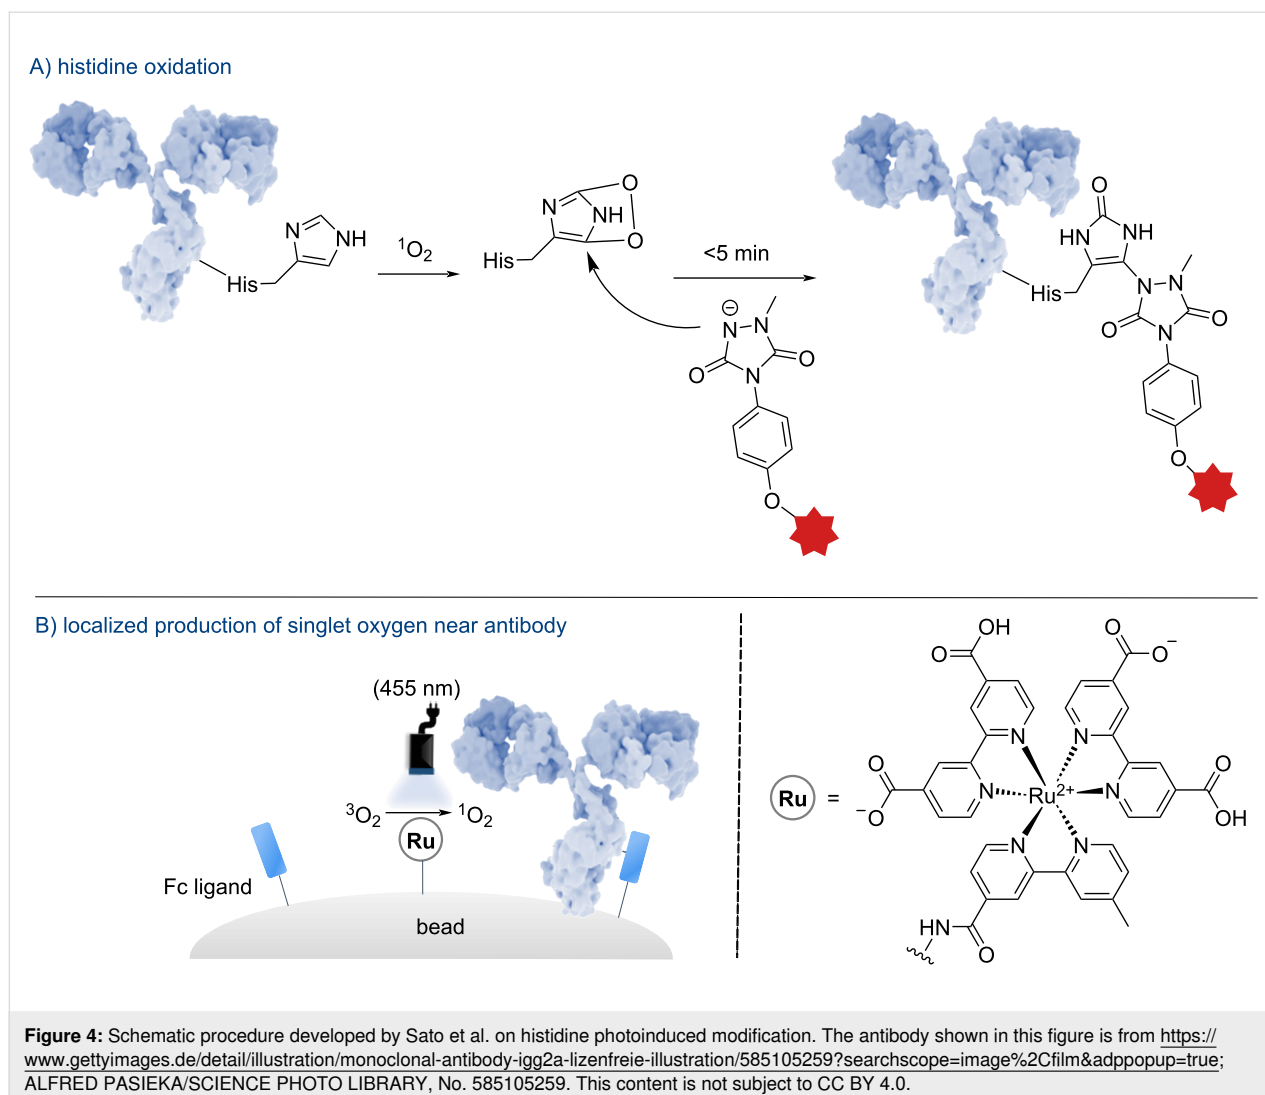 A) histidine oxidation
N
NH
His
¹O₂
N
NH
O
O
His
<5 min
⊖
N
N
O
O
N
O
O
HN
NH
His
N
N
O
O
N
O
B) localized production of singlet oxygen near antibody
(455 nm)
³O₂
¹O₂
Ru
Fc ligand
bead
Ru =
OH
O
O
O⁻
N
N
O
⁻O
N
Ru²⁺
N
O
OH
N
N
HN
O
Figure 4: Schematic procedure developed by Sato et al. on histidine photoinduced modification. The antibody shown in this figure is from https://
www.gettyimages.de/detail/illustration/monoclonal-antibody-igg2a-lizenfreie-illustration/585105259?searchscope=image%2Cfilm&adppopup=true;
ALFRED PASIEKA/SCIENCE PHOTO LIBRARY, No. 585105259. This content is not subject to CC BY 4.0.